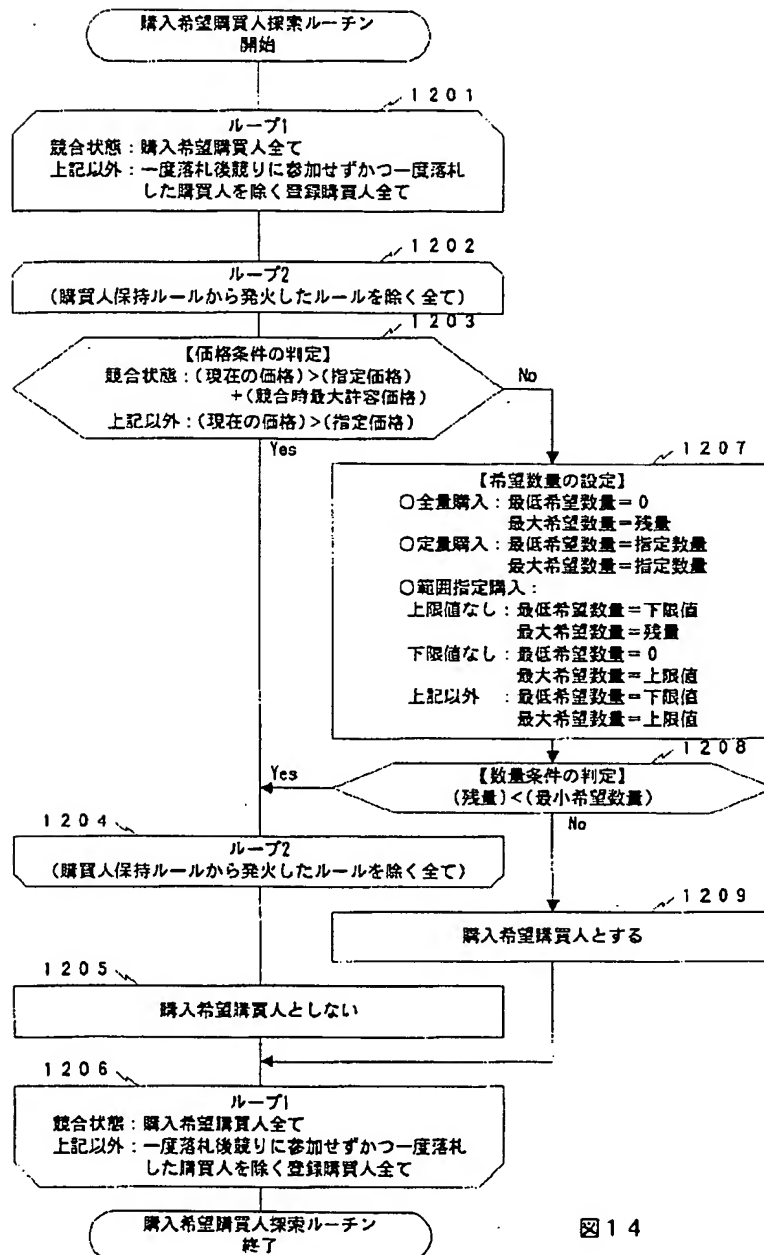 購入希望購買人探索ルーチン
開始
1201
ループ1
競合状態:購入希望購買人全て
上記以外:一度落札後競りに参加せずかつ一度落札
した購買人を除く登録購買人全て
1202
ループ2
(購買人保持ルールから発火したルールを除く全て)
1203
【価格条件の判定】
競合状態:(現在の価格)>(指定価格)
+(競合時最大許容価格)
上記以外:(現在の価格)>(指定価格)
No
Yes
1207
【希望数量の設定】
○全量購入:最低希望数量=0
最大希望数量=残量
○定量購入:最低希望数量=指定数量
最大希望数量=指定数量
○範囲指定購入:
上限値なし:最低希望数量=下限値
最大希望数量=残量
下限値なし:最低希望数量=0
最大希望数量=上限値
上記以外 :最低希望数量=下限値
最大希望数量=上限値
1208
【数量条件の判定】
(残量)<(最小希望数量)
Yes
No
1204
ループ2
(購買人保持ルールから発火したルールを除く全て)
1209
購入希望購買人とする
1205
購入希望購買人としない
1206
ループ1
競合状態:購入希望購買人全て
上記以外:一度落札後競りに参加せずかつ一度落札
した購買人を除く登録購買人全て
購入希望購買人探索ルーチン
終了
図14